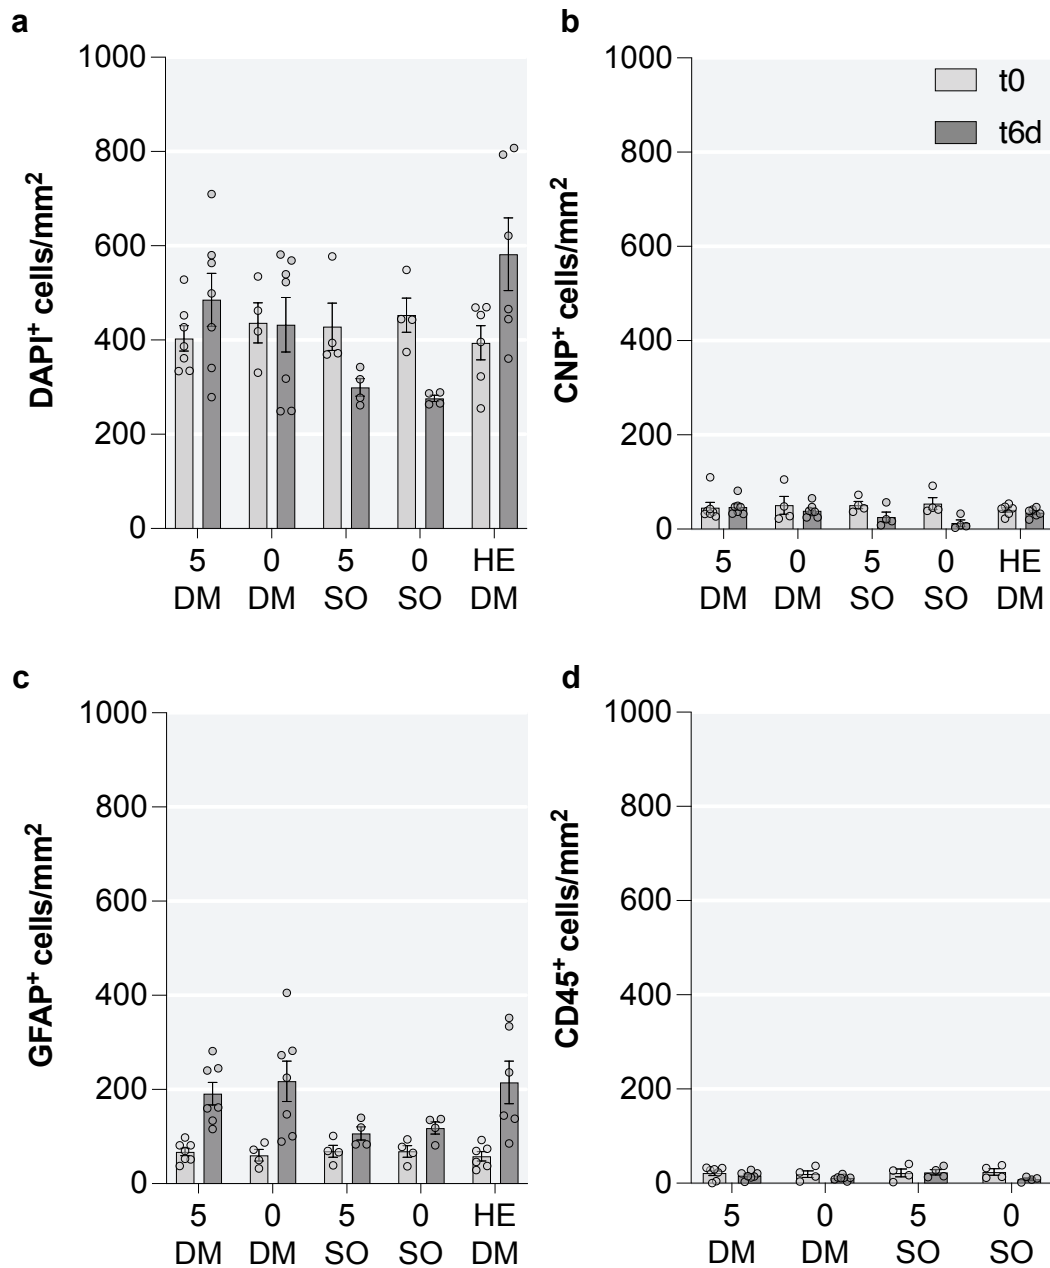 a
1000
800
600
400
200
0
DAPI⁺ cells/mm²
5 0 5 0 HE
DM DM SO SO DM
b
1000
800
600
400
200
0
CNP⁺ cells/mm²
t0
t6d
5 0 5 0 HE
DM DM SO SO DM
c
1000
800
600
400
200
0
GFAP⁺ cells/mm²
5 0 5 0 HE
DM DM SO SO DM
d
1000
800
600
400
200
0
CD45⁺ cells/mm²
5 0 5 0
DM DM SO SO